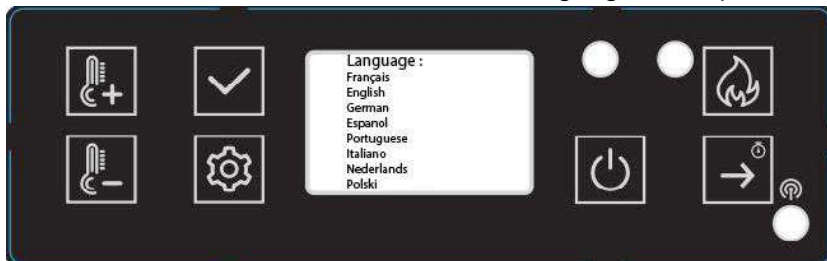 Language :
Français
English
German
Espanol
Portuguese
Italiano
Nederlands
Polski